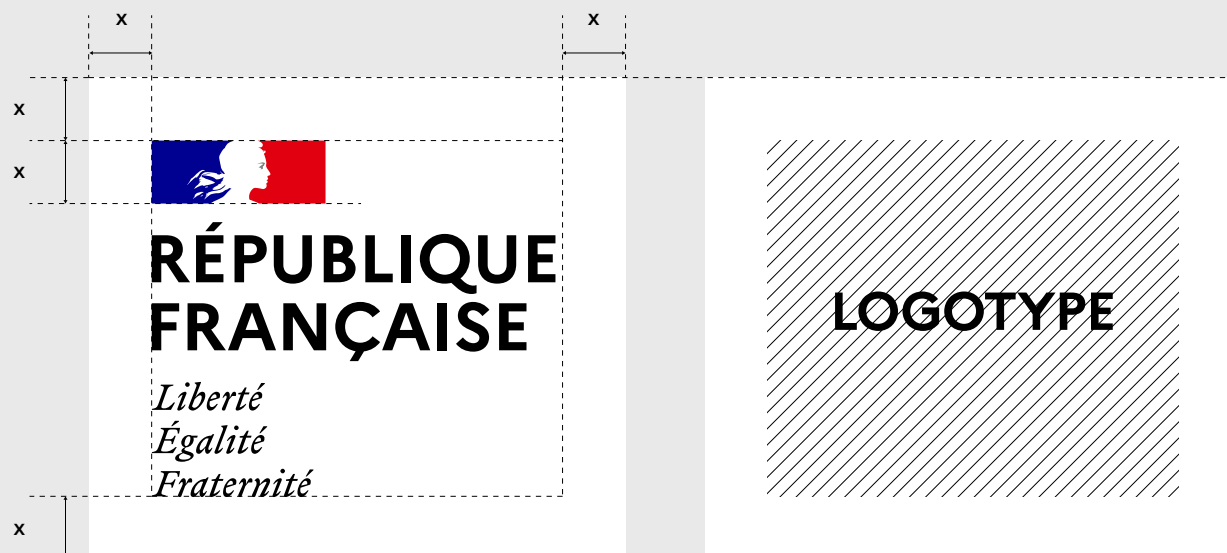 X
X
X
X
RÉPUBLIQUE
FRANÇAISE
LOGOTYPE
Liberté
Égalité
Fraternité
X